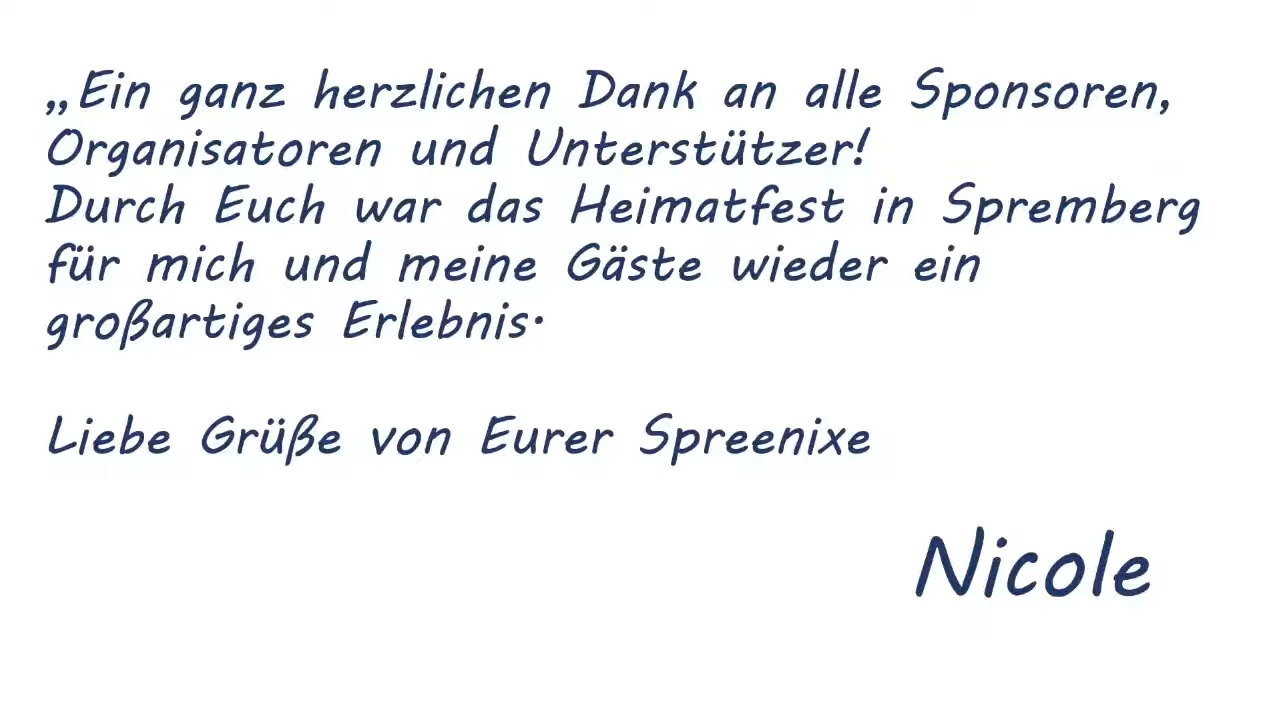 „Ein ganz herzlichen Dank an alle Sponsoren,
Organisatoren und Unterstützer!
Durch Euch war das Heimatfest in Spremberg
für mich und meine Gäste wieder ein
großartiges Erlebnis.
Liebe Grüße von Eurer Spreenixe
Nicole